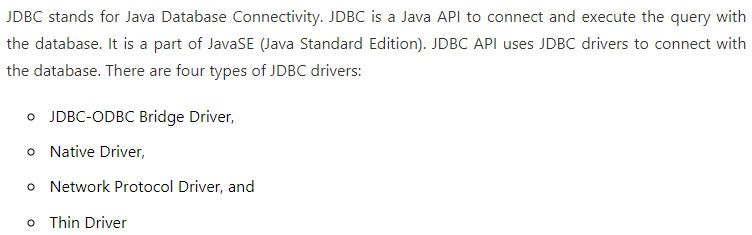 JDBC stands for Java Database Connectivity. JDBC is a Java API to connect and execute the query with
the database. It is a part of JavaSE (Java Standard Edition). JDBC API uses JDBC drivers to connect with
the database. There are four types of JDBC drivers:
JDBC-ODBC Bridge Driver,
Native Driver,
Network Protocol Driver, and
Thin Driver